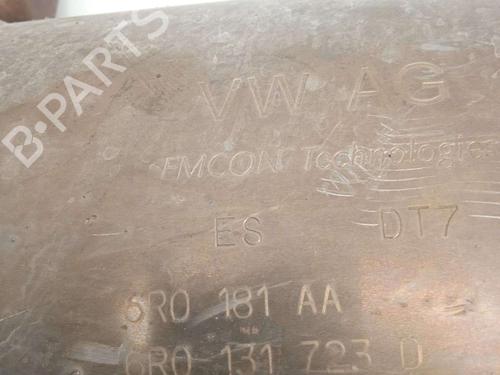 B-PARTS
VW AG
EMCON Technologies
ES DT7
6R0 181 AA
6R0 131 723 D